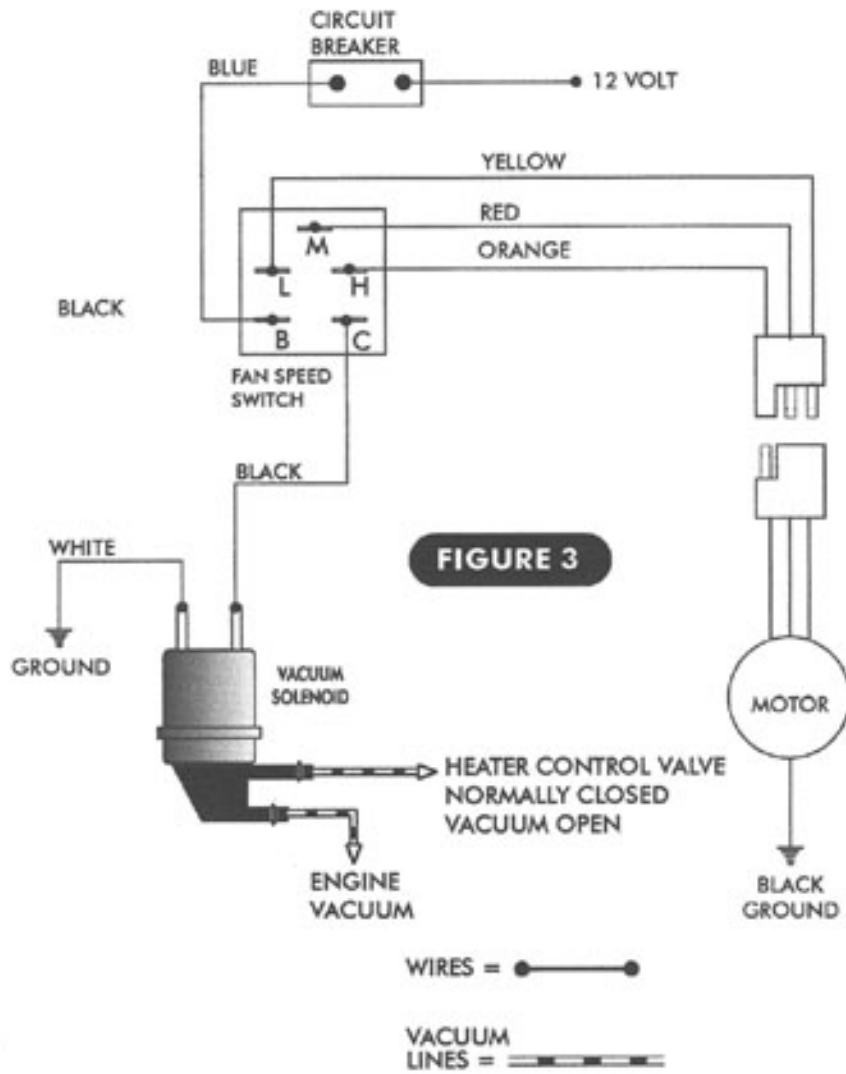 CIRCUIT
BREAKER
BLUE
12 VOLT
YELLOW
RED
M
ORANGE
L
H
BLACK
B
C
FAN SPEED
SWITCH
BLACK
WHITE
FIGURE 3
GROUND
VACUUM
SOLENOID
MOTOR
HEATER CONTROL VALVE
NORMALLY CLOSED
VACUUM OPEN
ENGINE
VACUUM
BLACK
GROUND
WIRES =
VACUUM
LINES =